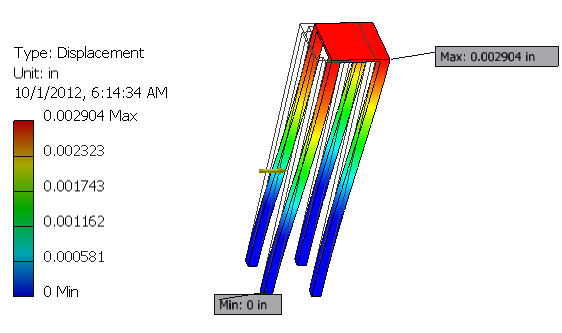 Type: Displacement
Unit: in
10/1/2012, 6:14:34 AM
0.002904 Max
0.002323
0.001743
0.001162
0.000581
0 Min
Max: 0.002904 in
Min: 0 in